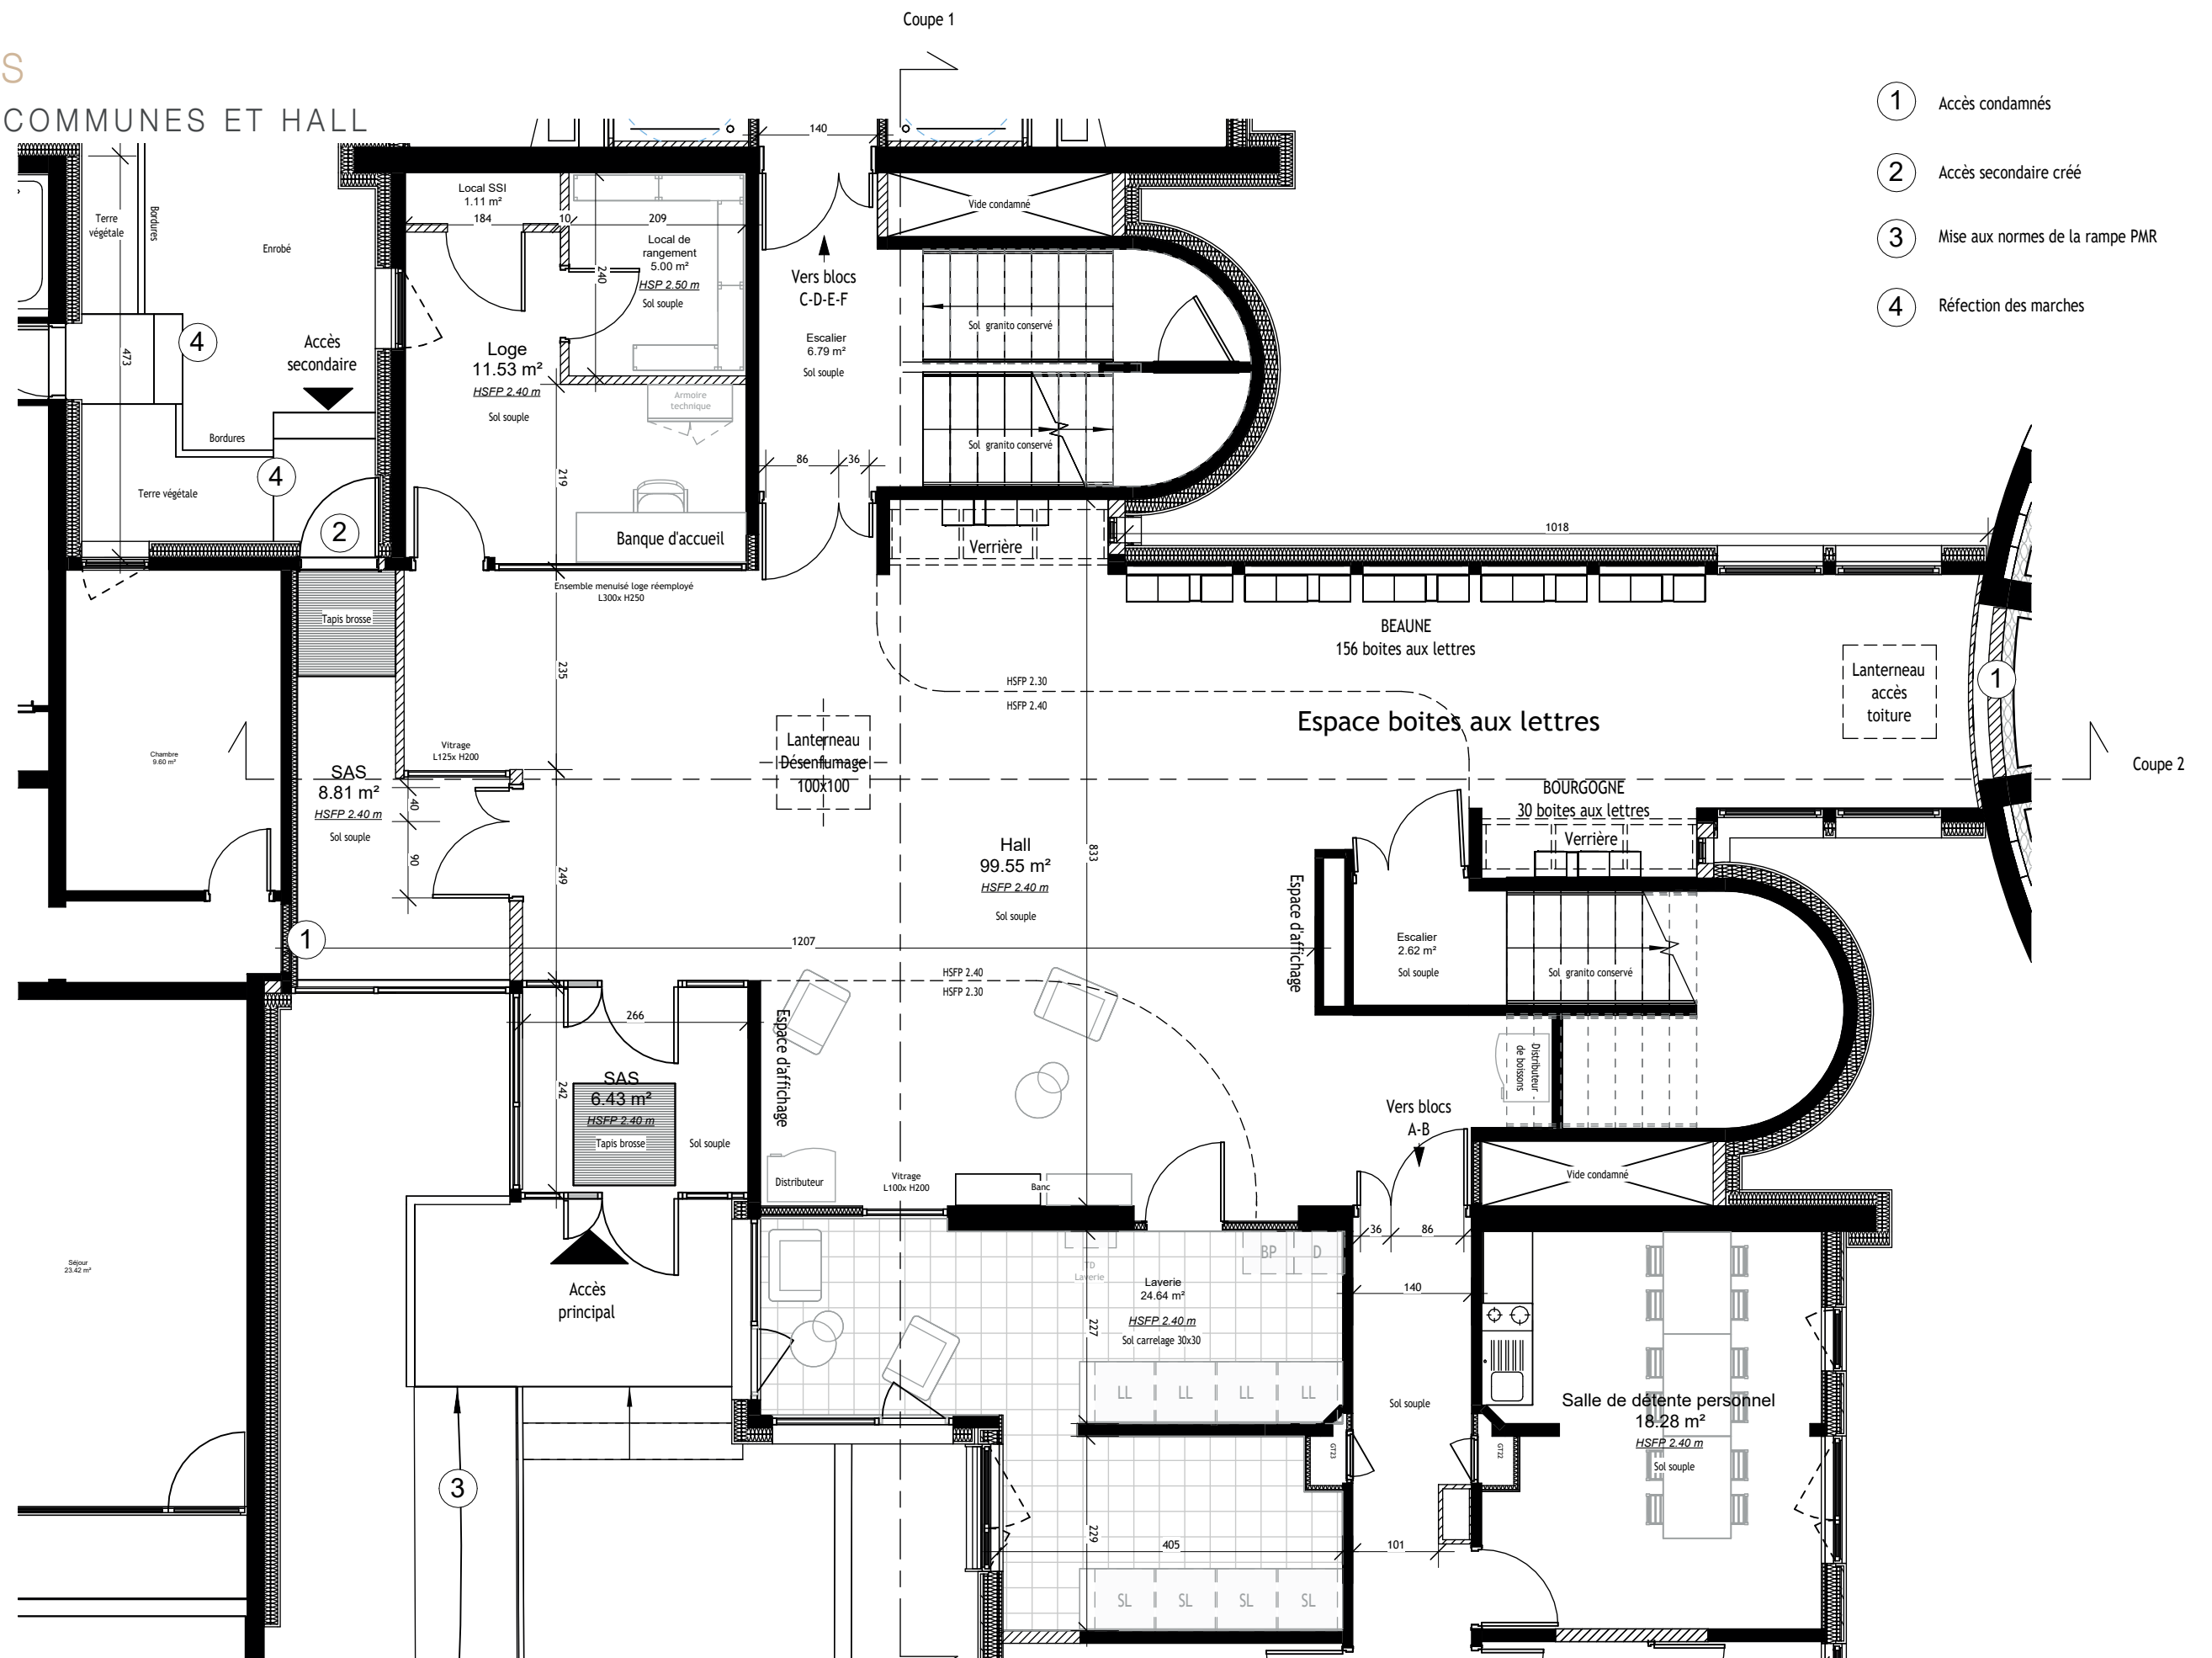 S
COMMUNES ET HALL
Coupe 1
1 Accès condamnés
2 Accès secondaire créé
3 Mise aux normes de la rampe PMR
4 Réfection des marches
140
Terre
végétale
Bordures
Enrobé
473
4
Accès
secondaire
Bordures
4
Terre végétale
2
Local SSI
1.11 m²
184
10
209
Local de
rangement
5.00 m²
HSP 2.50 m
Sol souple
240
Loge
11.53 m²
HSFP 2.40 m
Sol souple
Armoire
technique
219
Banque d'accueil
Ensemble menuisé loge réemployé
L300x H250
Vers blocs
C-D-E-F
Escalier
6.79 m²
Sol souple
86
36
Vide condamné
Sol granito conservé
Sol granito conservé
Verrière
1018
BEAUNE
156 boites aux lettres
Lanterneau
accès
toiture
1
HSFP 2.30
HSFP 2.40
Espace boites aux lettres
Coupe 2
Tapis brosse
235
Vitrage
L125x H200
Chambre
9.60 m²
SAS
8.81 m²
HSFP 2.40 m
Sol souple
40
90
249
Lanterneau
Désenfumage
100x100
BOURGOGNE
30 boites aux lettres
Verrière
Hall
99.55 m²
HSFP 2.40 m
Sol souple
833
Espace d'affichage
Escalier
2.62 m²
Sol souple
Sol granito conservé
1
1207
HSFP 2.40
HSFP 2.30
266
Espace d'affichage
Distributeur
de boissons
242
SAS
6.43 m²
HSFP 2.40 m
Tapis brosse
Sol souple
Vers blocs
A-B
Distributeur
Vitrage
L100x H200
Banc
Vide condamné
36
86
Séjour
23.42 m²
Accès
principal
TD
Laverie
BP
D
Laverie
24.64 m²
HSFP 2.40 m
Sol carrelage 30x30
227
140
LL
LL
LL
LL
Sol souple
Salle de détente personnel
18.28 m²
HSFP 2.40 m
Sol souple
GT23
GT22
3
229
405
101
SL
SL
SL
SL